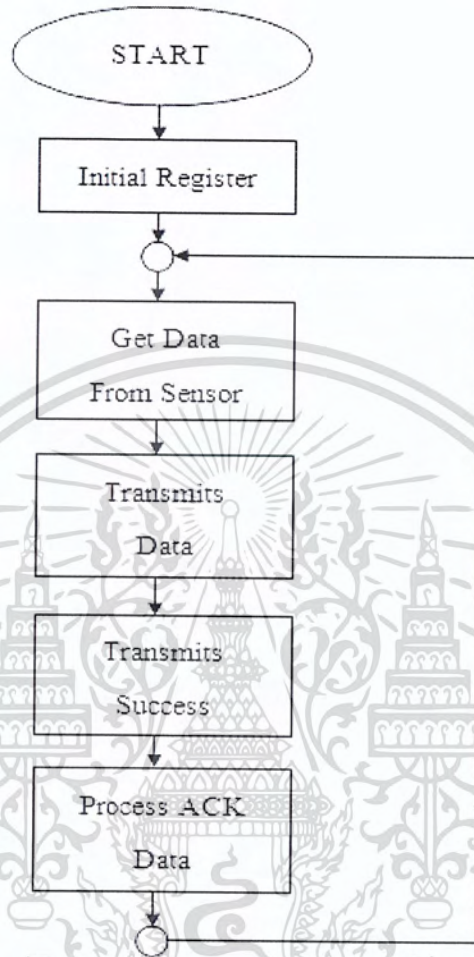 START
Initial Register
Get Data
From Sensor
Transmits
Data
Transmits
Success
Process ACK
Data